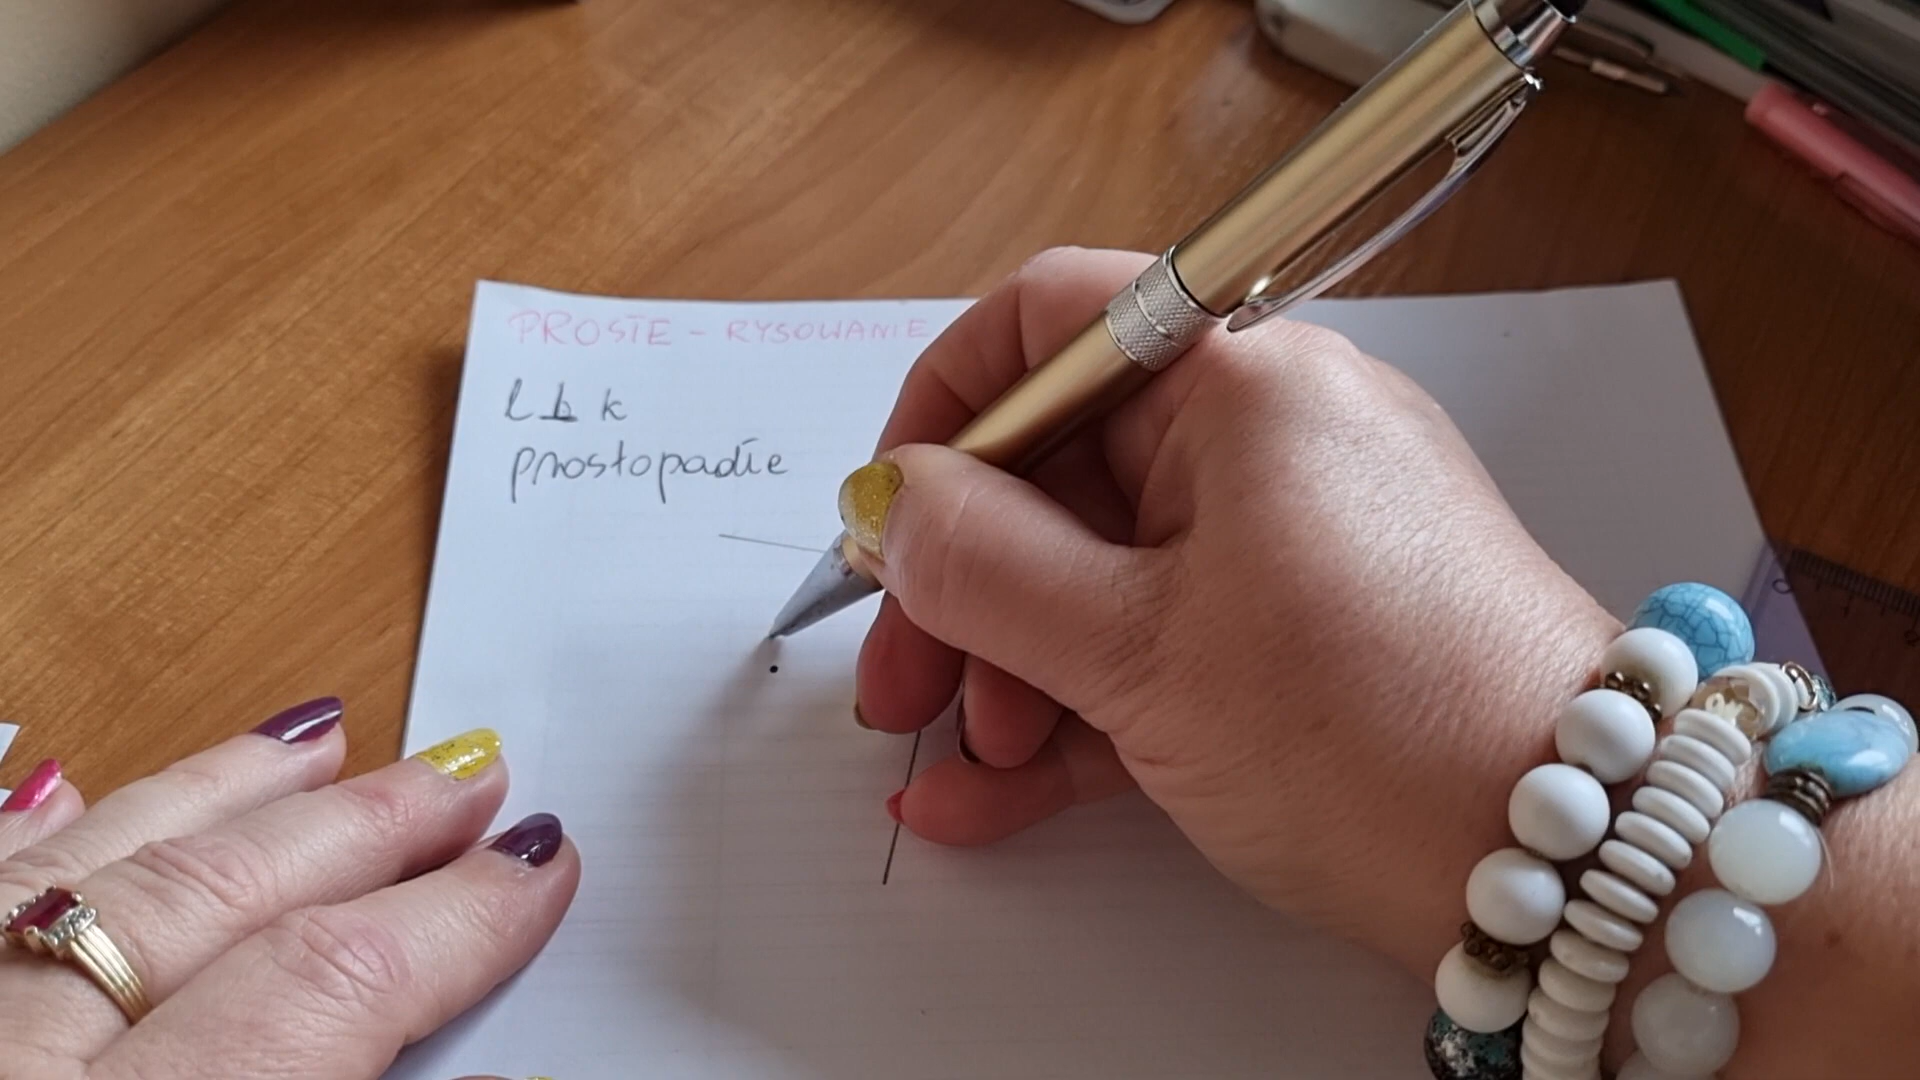 PROSTE - RYSOWANIE
l ⊥ k
prostopadłe